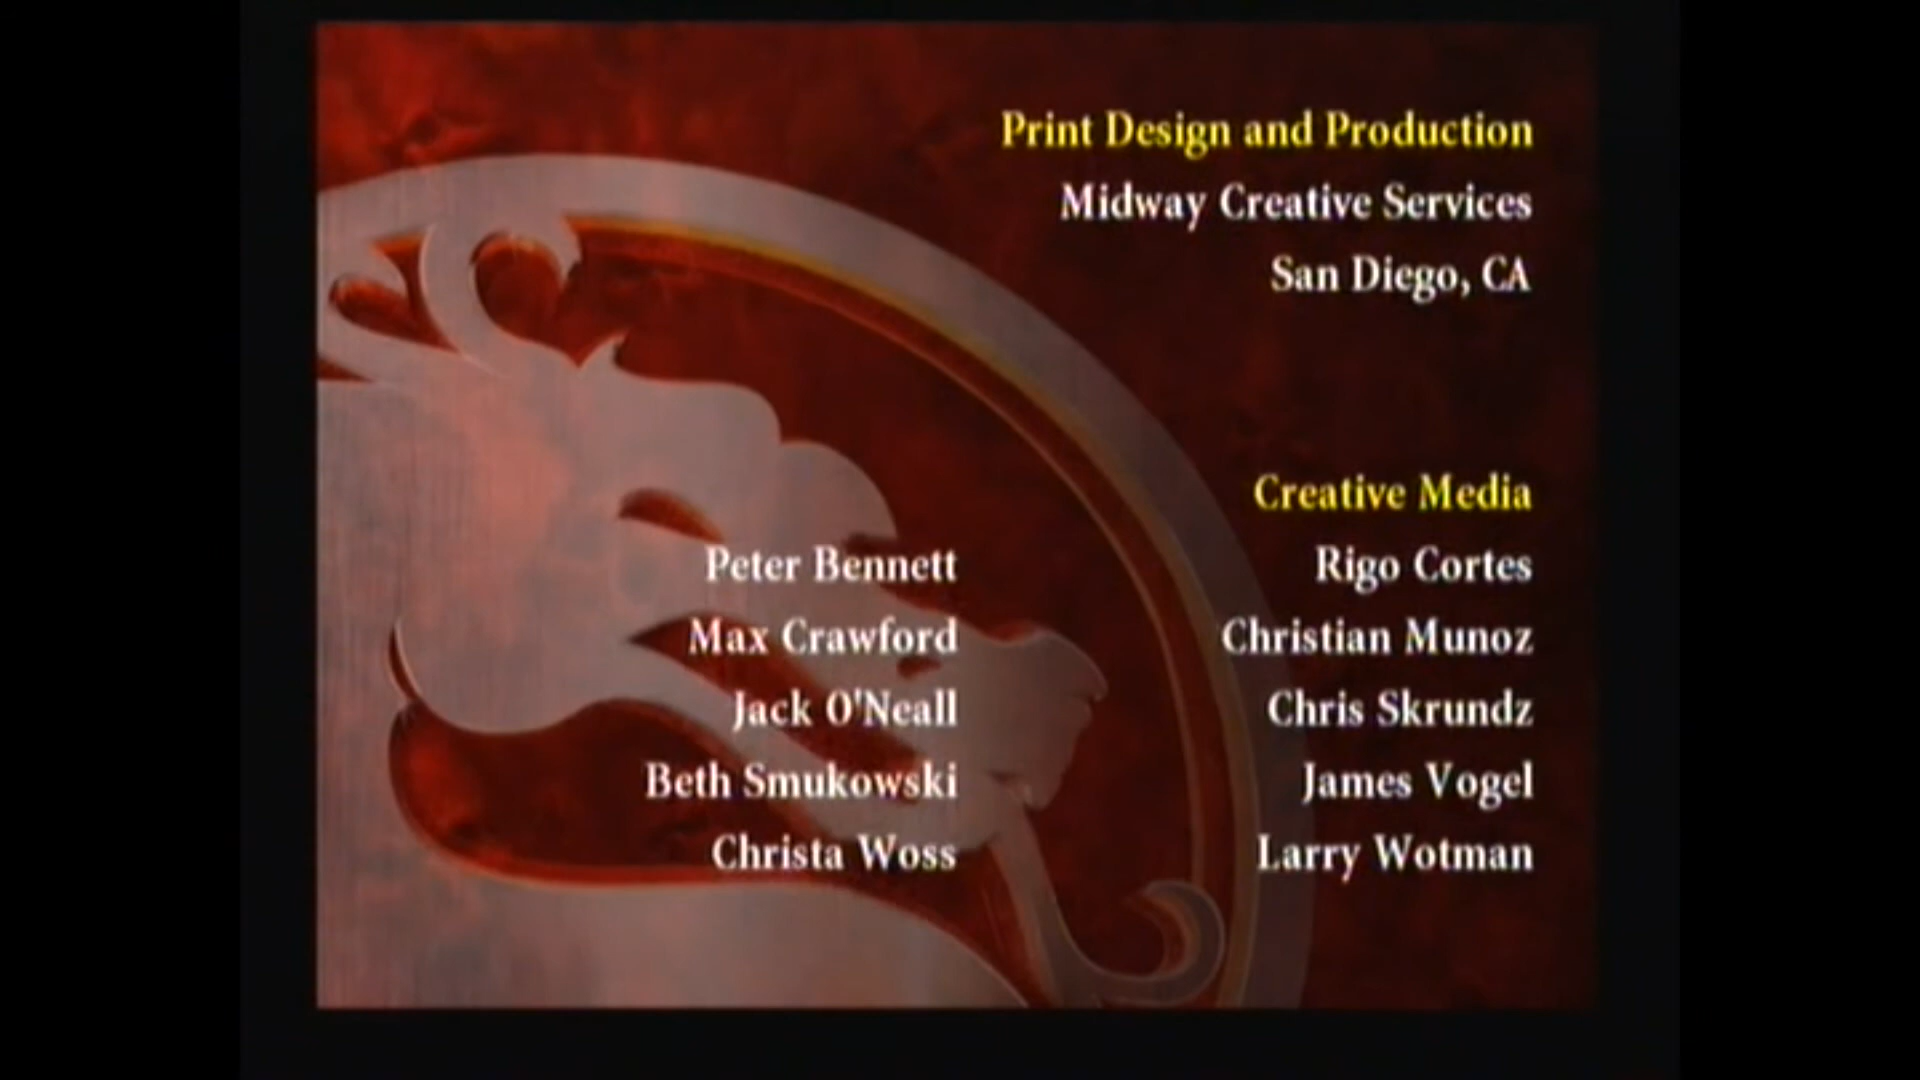 Print Design and Production
Midway Creative Services
San Diego, CA
Creative Media
Peter Bennett Rigo Cortes
Max Crawford Christian Munoz
Jack O'Neall Chris Skrundz
Beth Smukowski James Vogel
Christa Woss Larry Wotman